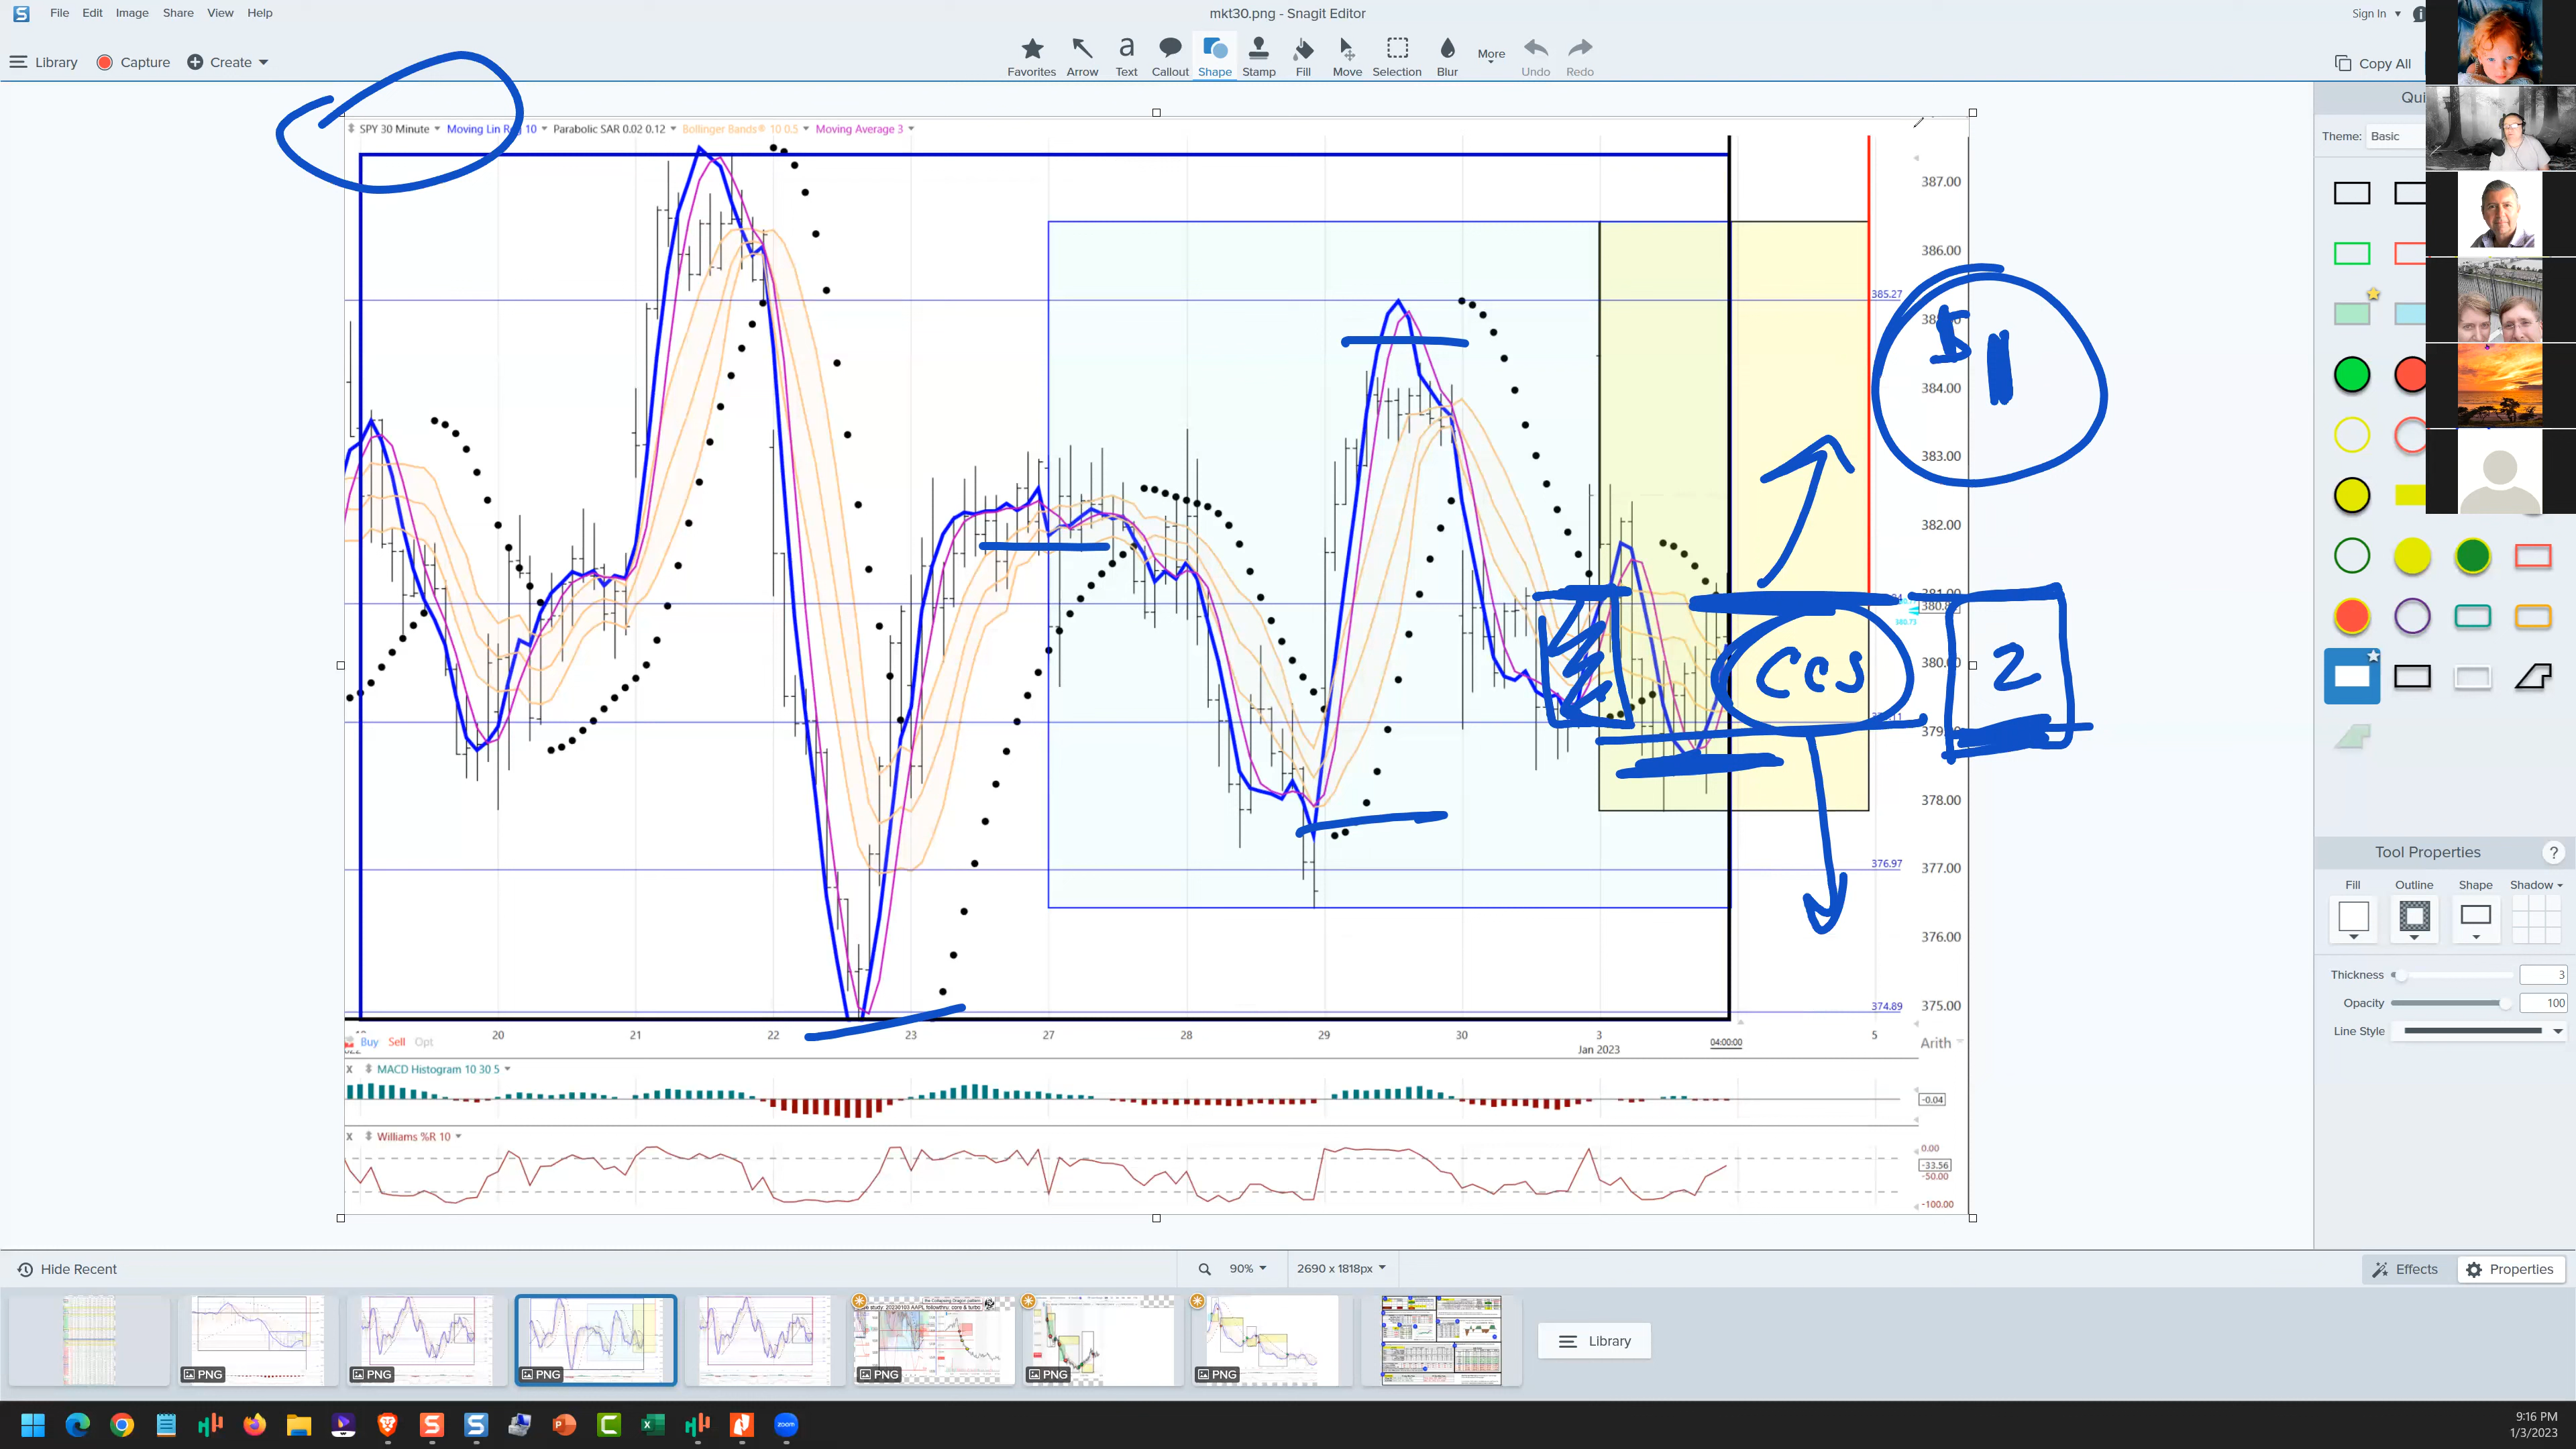 File Edit Image Share View Help
mkt30.png - Snagit Editor
Sign In
Library Capture Create
Favorites Arrow Text Callout Shape Stamp Fill Move Selection Blur More Undo Redo
Copy All
SPY 30 Minute Moving Lin Reg 10 Parabolic SAR 0.02 0.12 Bollinger Bands® 10 0.5 Moving Average 3
Theme: Basic
387.00
386.00
385.27
$1
384.00
383.00
382.00
380.73
CCS
2
378.00
376.97
377.00
376.00
374.89
375.00
20 21 22 23 27 28 29 30 3 5
Jan 2023
04:00:00
Arith
Buy Sell Opt
X MACD Histogram 10 30 5
-0.04
X Williams %R 10
0.00
-33.56
-50.00
-100.00
Tool Properties ?
Fill Outline Shape Shadow
Thickness 3
Opacity 100
Line Style
Hide Recent
90% 2690 x 1818px
Effects Properties
PNG PNG PNG PNG PNG PNG
Library
zoom
9:16 PM
1/3/2023